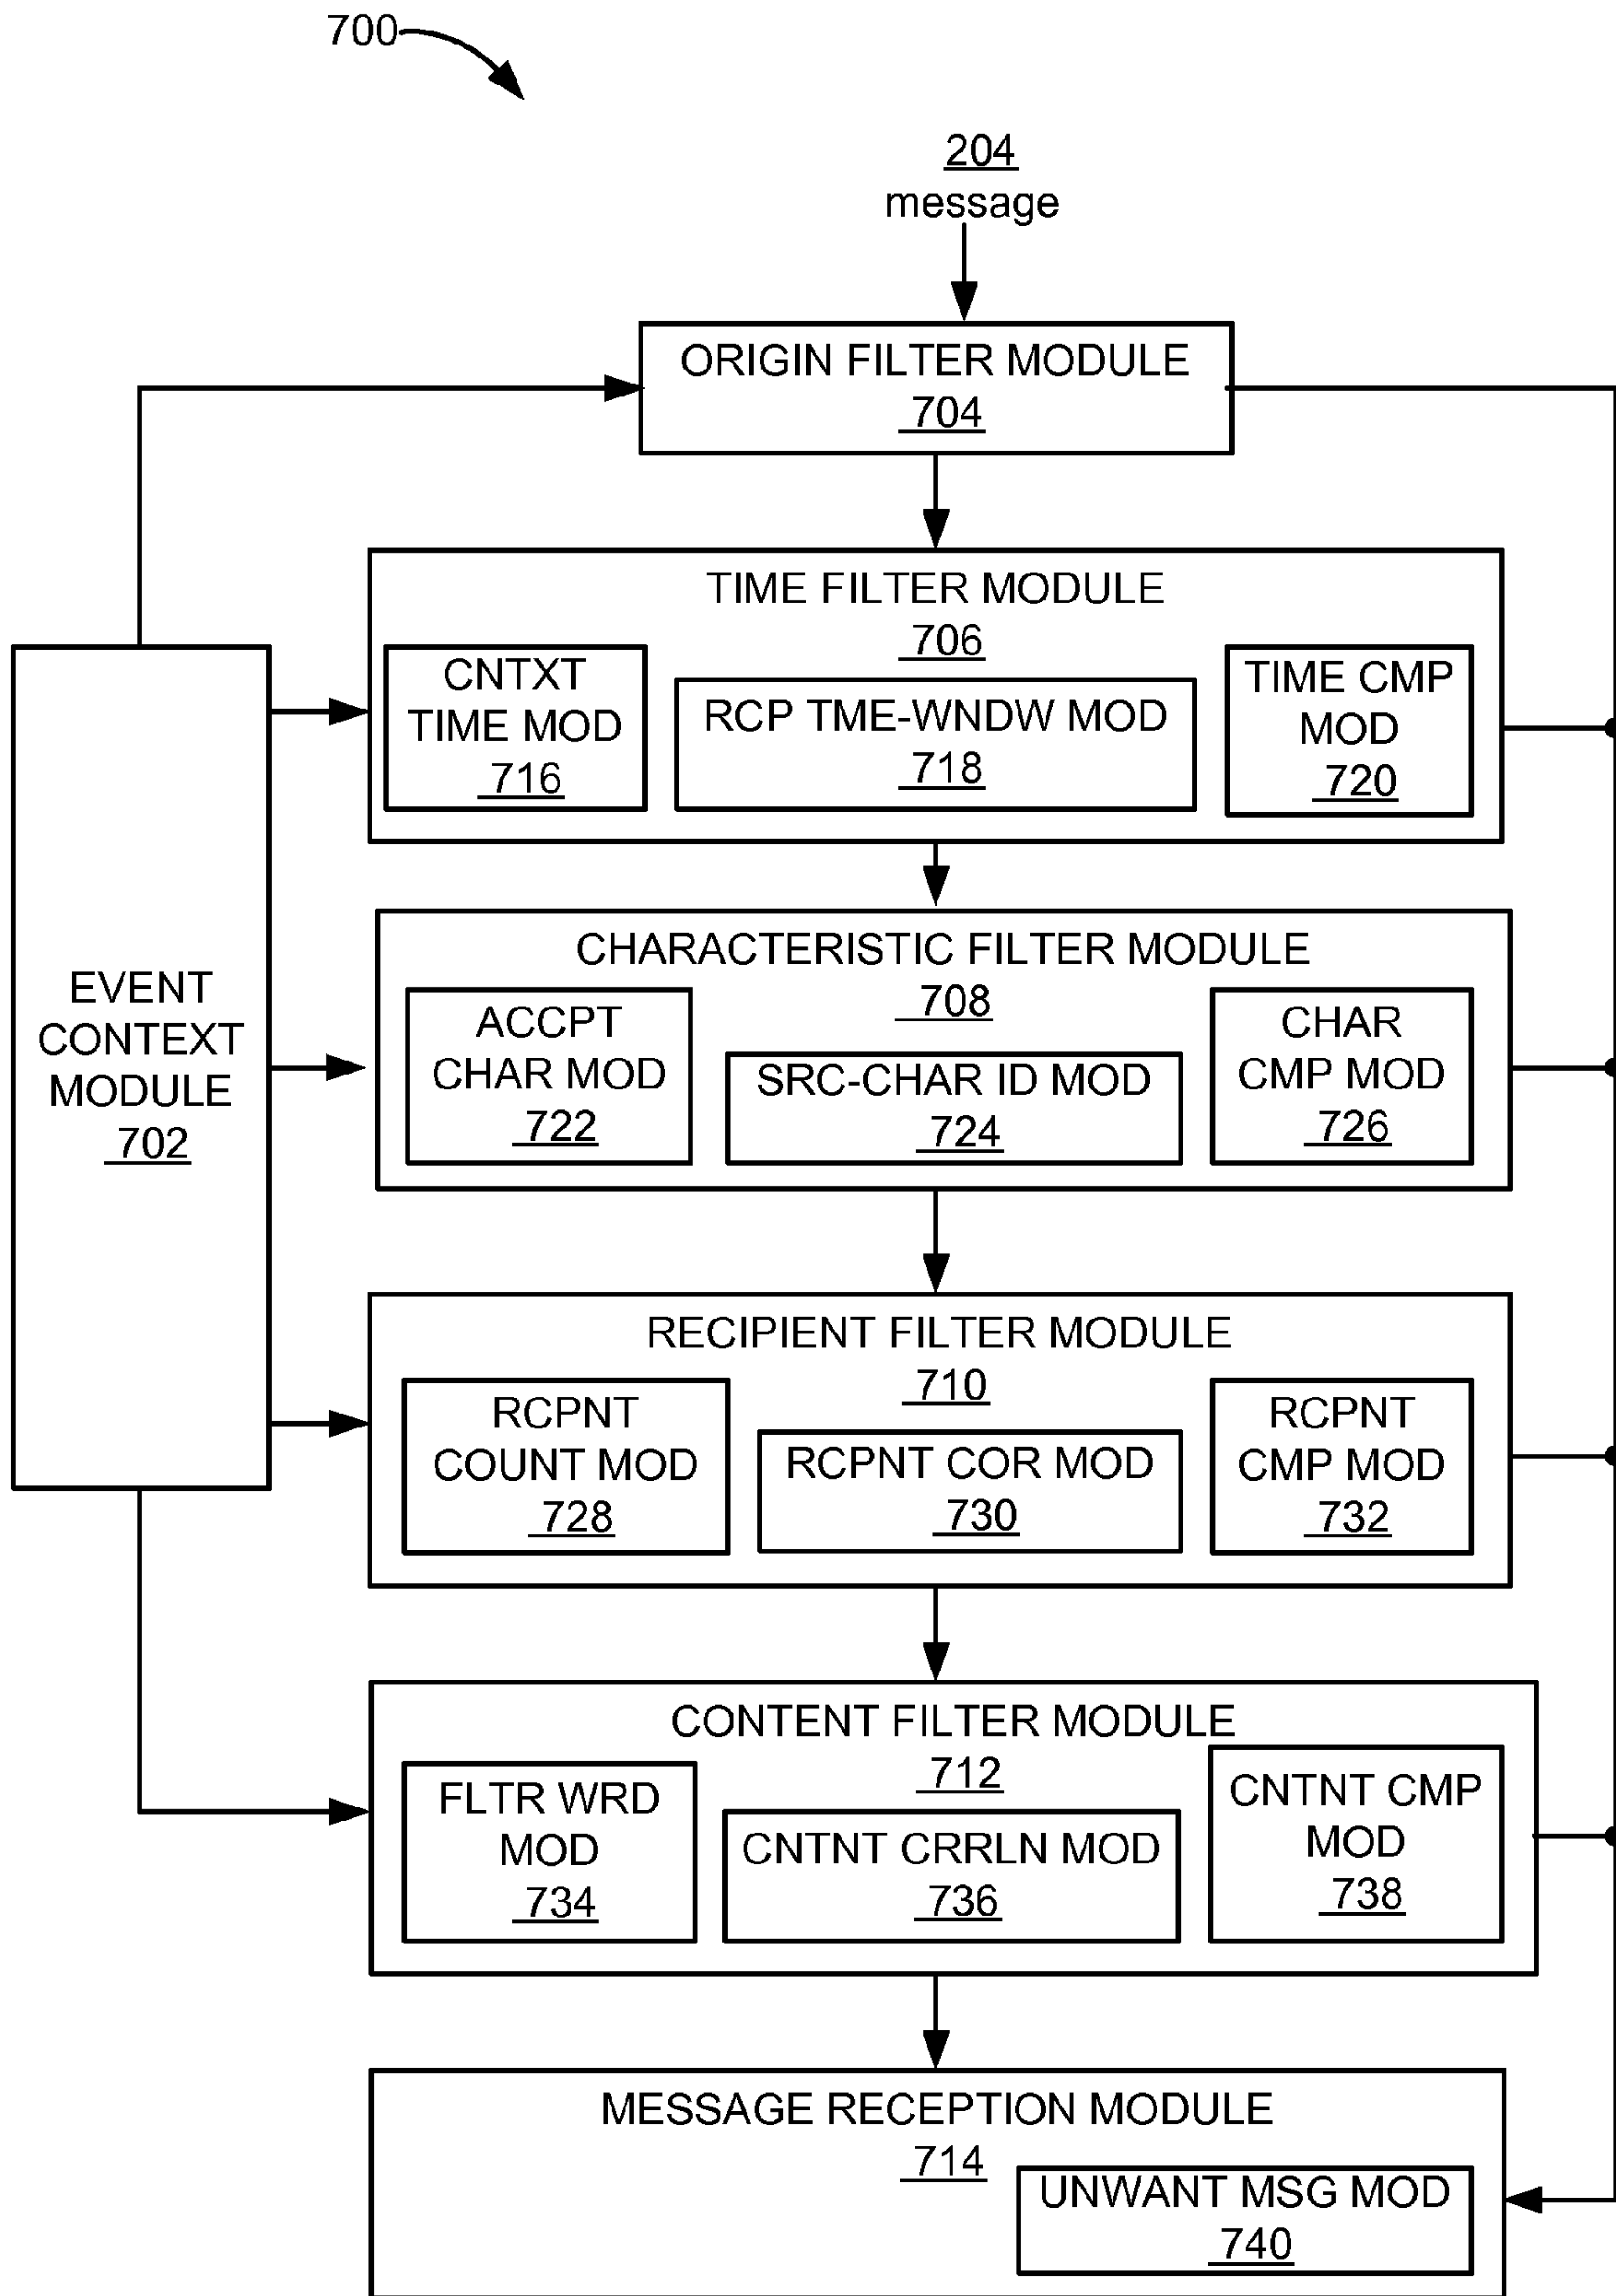 700
204
message
ORIGIN FILTER MODULE
704
TIME FILTER MODULE
706
CNTXT
TIME MOD
716
RCP TME-WNDW MOD
718
TIME CMP
MOD
720
EVENT
CONTEXT
MODULE
702
CHARACTERISTIC FILTER MODULE
708
ACCPT
CHAR MOD
722
SRC-CHAR ID MOD
724
CHAR
CMP MOD
726
RECIPIENT FILTER MODULE
710
RCPNT
COUNT MOD
728
RCPNT COR MOD
730
RCPNT
CMP MOD
732
CONTENT FILTER MODULE
712
FLTR WRD
MOD
734
CNTNT CRRLN MOD
736
CNTNT CMP
MOD
738
MESSAGE RECEPTION MODULE
714
UNWANT MSG MOD
740